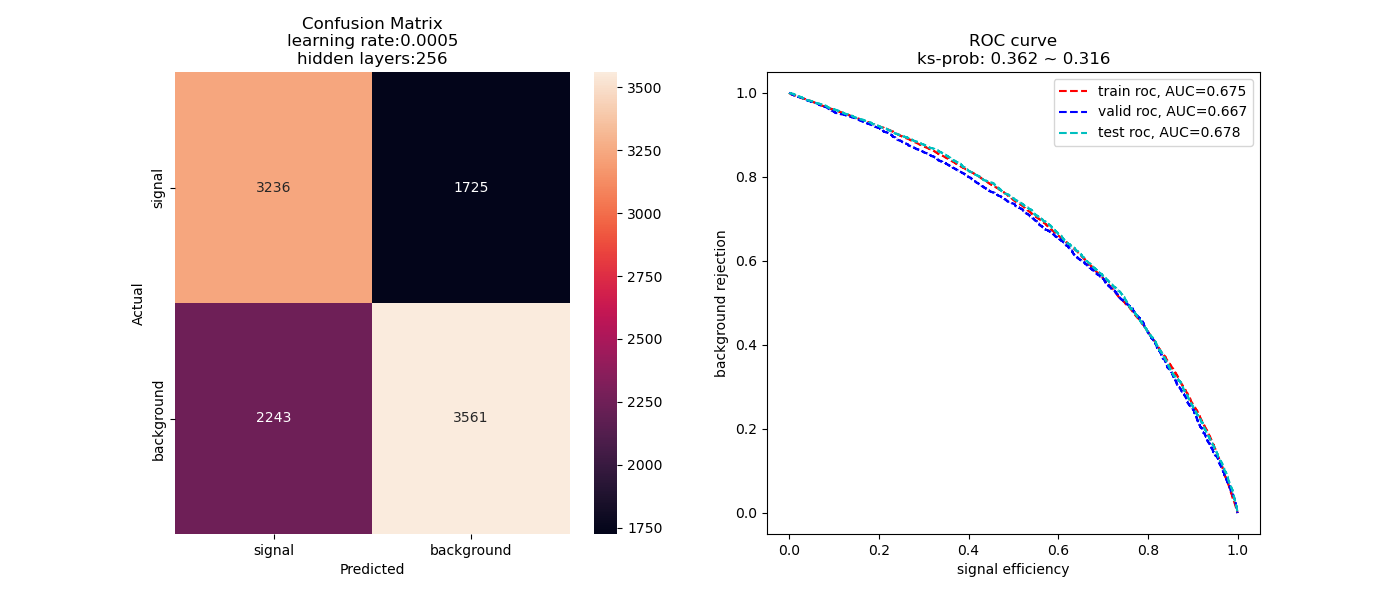 Confusion Matrix
learning rate:0.0005
hidden layers:256
signal
background
Actual
3236
1725
2243
3561
signal
background
Predicted
3500
3250
3000
2750
2500
2250
2000
1750
ROC curve
ks-prob: 0.362 ~ 0.316
train roc, AUC=0.675
valid roc, AUC=0.667
test roc, AUC=0.678
background rejection
1.0
0.8
0.6
0.4
0.2
0.0
0.0
0.2
0.4
0.6
0.8
1.0
signal efficiency